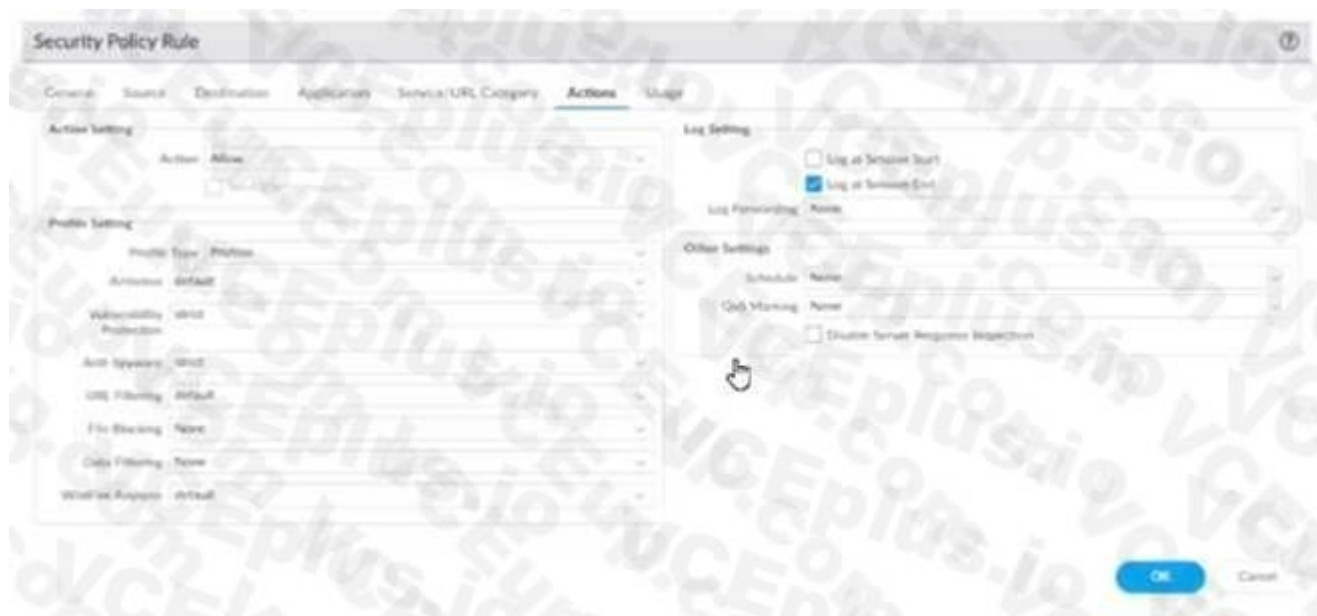 Security Policy Rule
General Source Destination Application Service/URL Category Actions Usage
Action Setting
Action Allow
Profile Setting
Profile Type Profiles
Antivirus default
Vulnerability Protection strict
Anti-Spyware strict
URL Filtering default
File Blocking None
Data Filtering None
WildFire Analysis default
Log Setting
Log at Session Start
Log at Session End
Log Forwarding None
Other Settings
Schedule None
QoS Marking None
Disable Server Response Inspection
OK Cancel
VCEplus.io